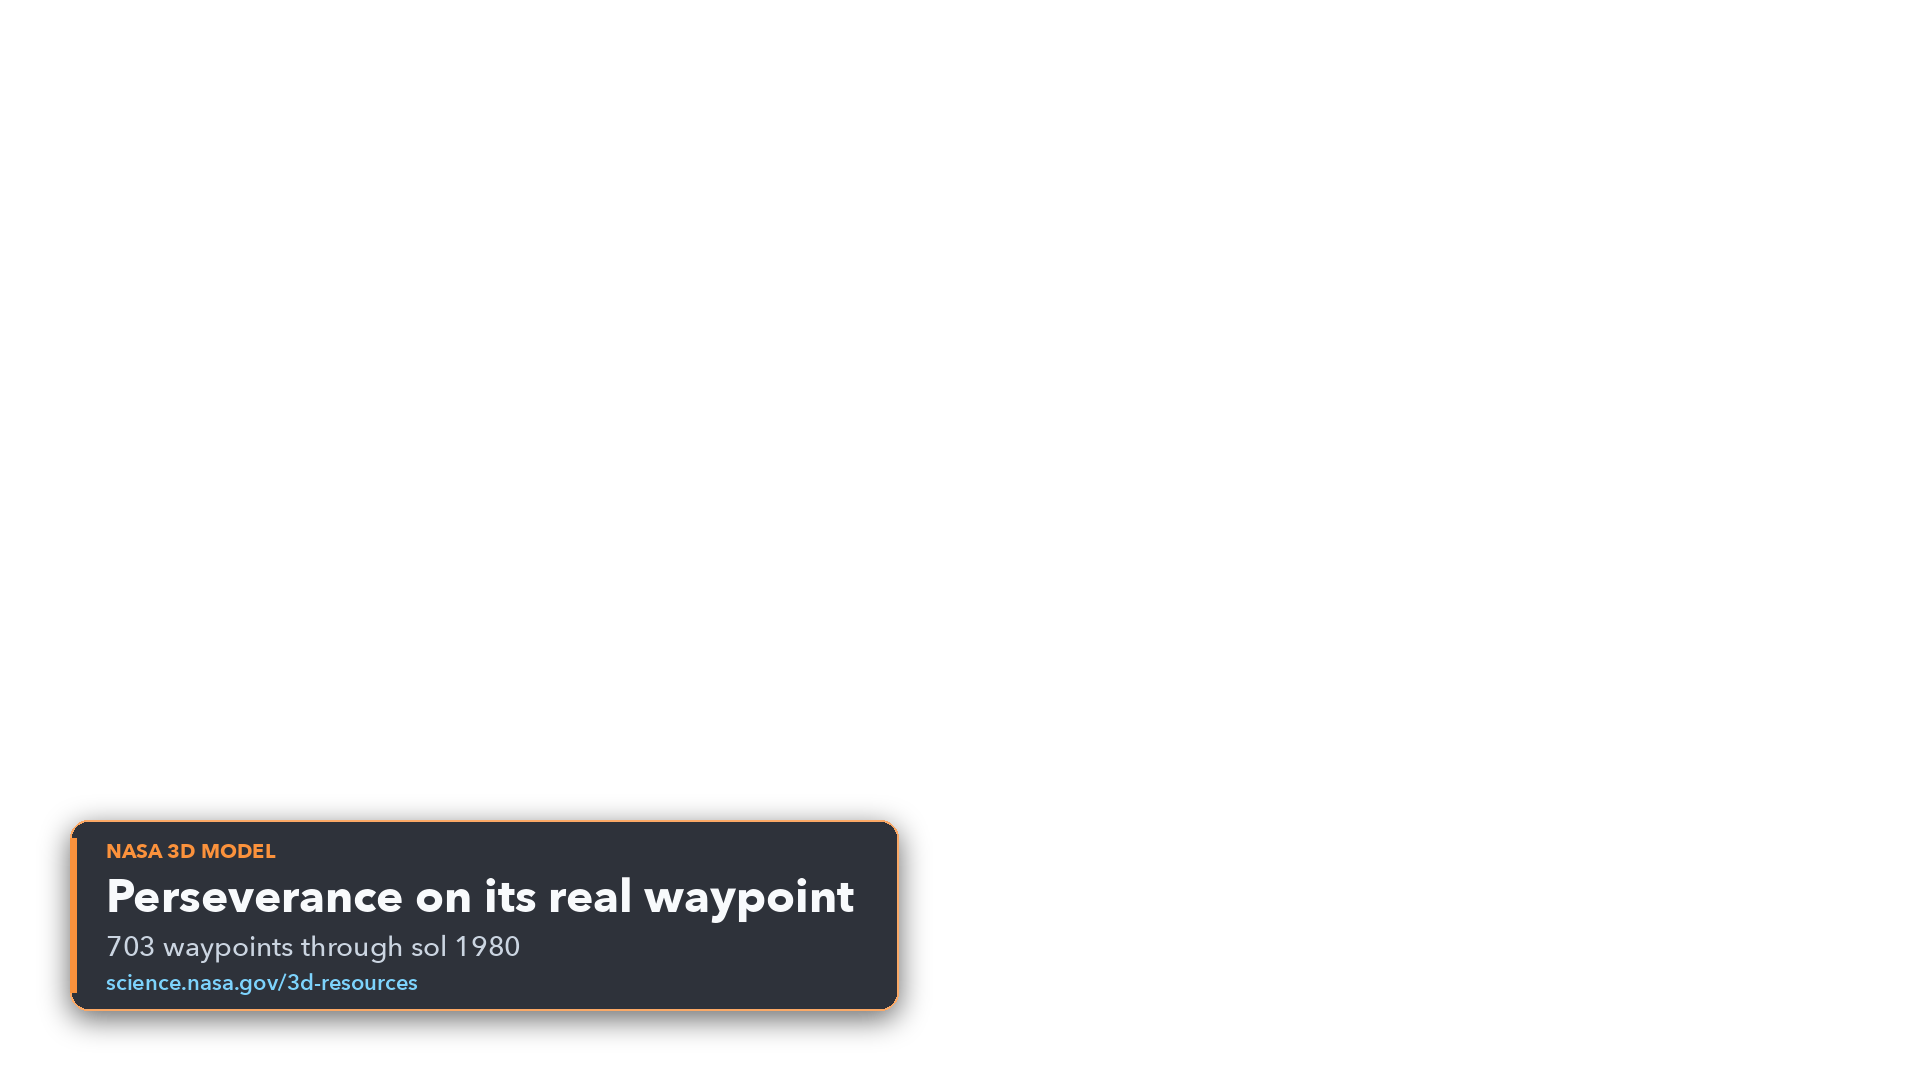 NASA 3D MODEL
Perseverance on its real waypoint
703 waypoints through sol 1980
science.nasa.gov/3d-resources